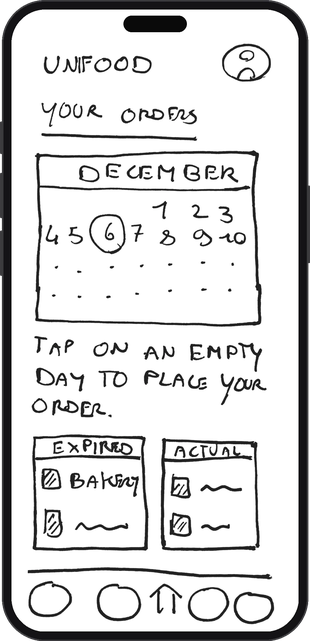 UNIFOOD
YOUR ORDERS
DECEMBER
1 2 3
4 5 6 7 8 9 10
TAP ON AN EMPTY
DAY TO PLACE YOUR
ORDER.
EXPIRED
BAKERY
ACTUAL